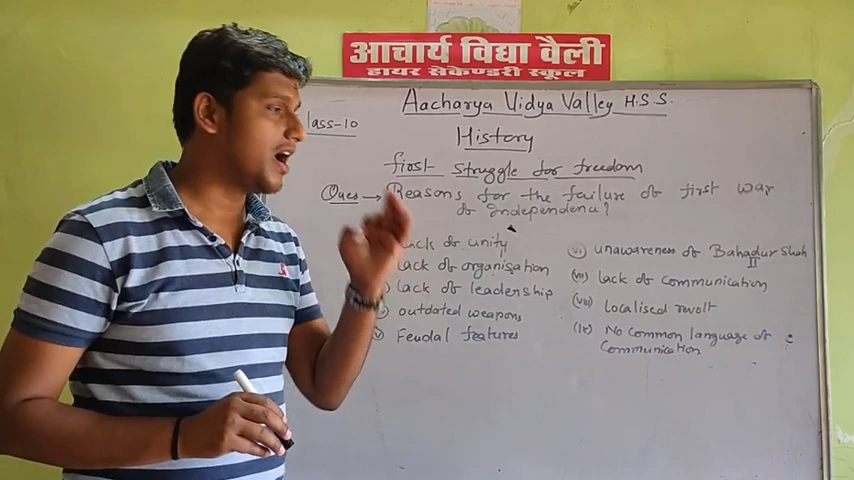 आचार्य विद्या वैली
हायर सेकेण्डरी स्कूल
Aacharya Vidya Valley H.S.S.
lass-10
History
first struggle for freedom
Ques → Reasons for the failure of first war
of Independence?
lack of unity
Lack of organisation
Lack of leadership
outdated weapons
(v) Feudal features
(vi) unawareness of Bahadur Shah
II
(vii) lack of communication
(viii) localised revolt
(ix) No common language of
communication